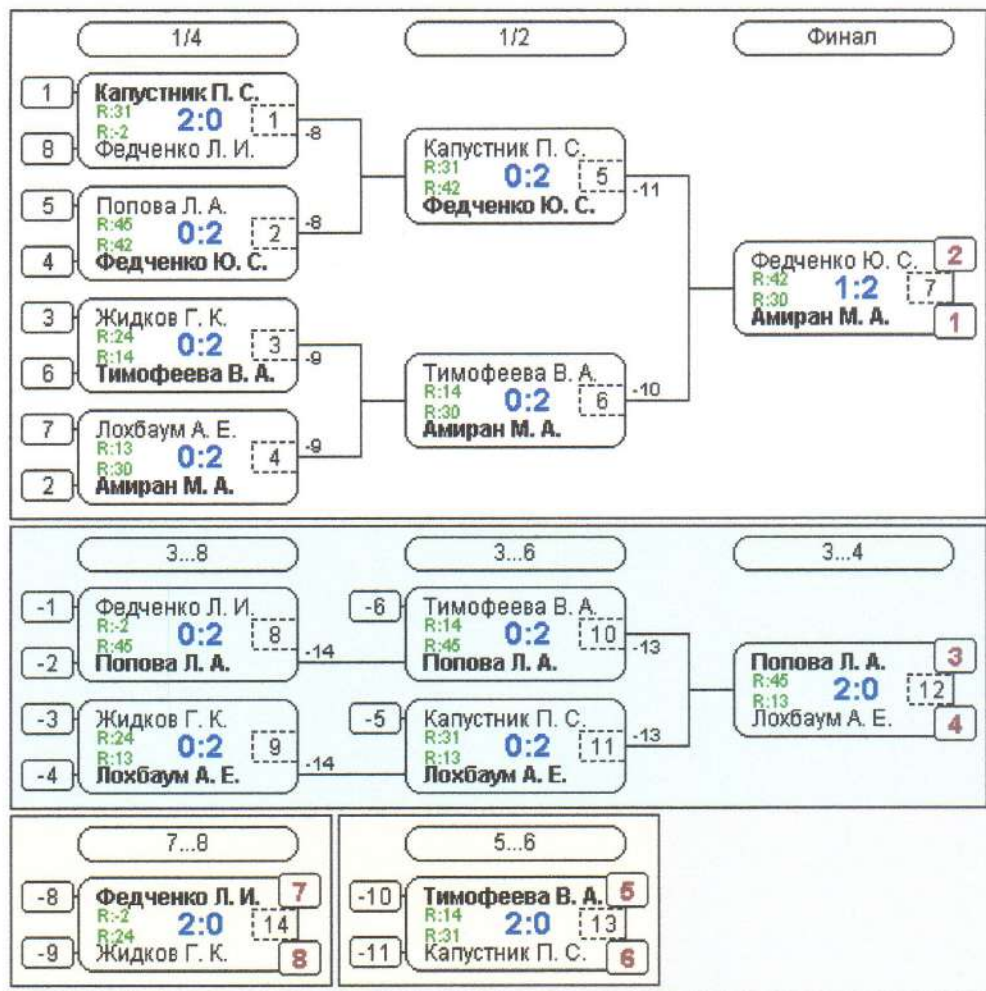 1/4 1/2 Финал
1 Капустник П. С.
R:31 2:0 1
R:-2 -8
8 Федченко Л. И.
Капустник П. С.
R:31 0:2 5
R:42 -11
Федченко Ю. С.
5 Попова Л. А.
R:45 0:2 2 -8
R:42
4 Федченко Ю. С.
Федченко Ю. С. 2
R:42 1:2 7
R:30
Амиран М. А. 1
3 Жидков Г. К.
R:24 0:2 3
R:14 -9
6 Тимофеева В. А.
Тимофеева В. А.
R:14 0:2 6 -10
R:30
Амиран М. А.
7 Лохбаум А. Е.
R:13 0:2 4 -9
R:30
2 Амиран М. А.
3...8 3...6 3...4
-1 Федченко Л. И.
R:-2 0:2 8
R:45 -14
-2 Попова Л. А.
-6 Тимофеева В. А.
R:14 0:2 10
R:45 -13
Попова Л. А.
Попова Л. А. 3
R:45 2:0 12
R:13
Лохбаум А. Е. 4
-3 Жидков Г. К.
R:24 0:2 9
R:13 -14
-4 Лохбаум А. Е.
-5 Капустник П. С.
R:31 0:2 11 -13
R:13
Лохбаум А. Е.
7...8 5...6
-8 Федченко Л. И. 7
R:-2 2:0 14
R:24
-9 Жидков Г. К. 8
-10 Тимофеева В. А. 5
R:14 2:0 13
R:31
-11 Капустник П. С. 6